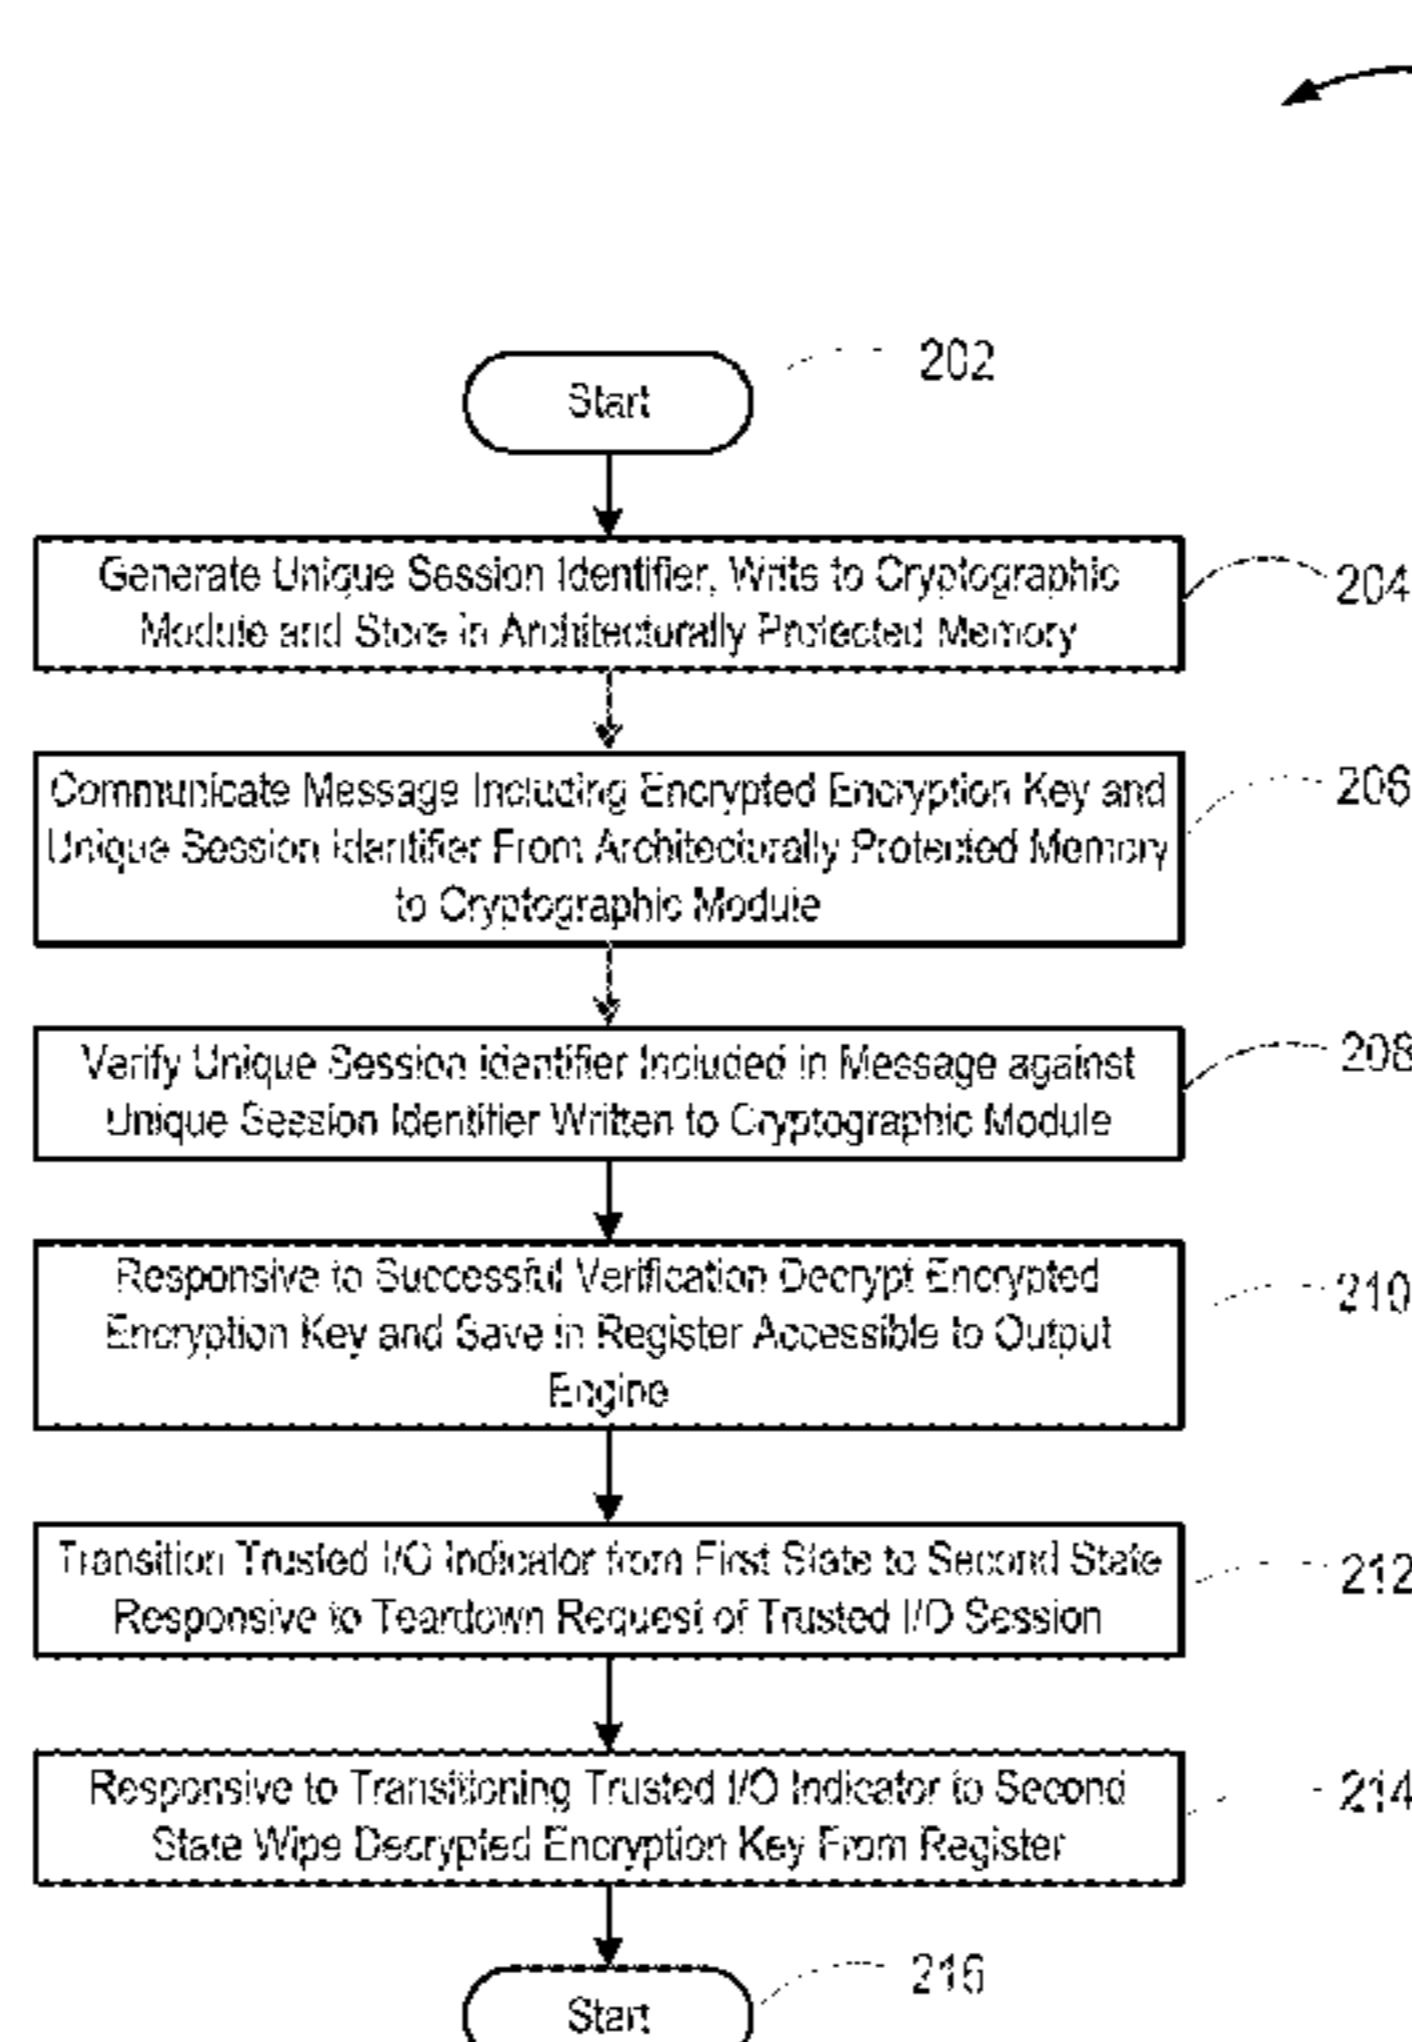 Start
202
Generate Unique Session Identifier, Write to Cryptographic
Module and Store in Architecturally Protected Memory
204
Communicate Message Including Encrypted Encryption Key and
Unique Session Identifier From Architecturally Protected Memory
to Cryptographic Module
206
Verify Unique Session identifier Included in Message against
Unique Session Identifier Written to Cryptographic Module
208
Responsive to Successful Verification Decrypt Encrypted
Encryption Key and Save in Register Accessible to Output
Engine
210
Transition Trusted I/O Indicator from First State to Second State
Responsive to Teardown Request of Trusted I/O Session
212
Responsive to Transitioning Trusted I/O Indicator to Second
State Wipe Decrypted Encryption Key From Register
214
Start
216